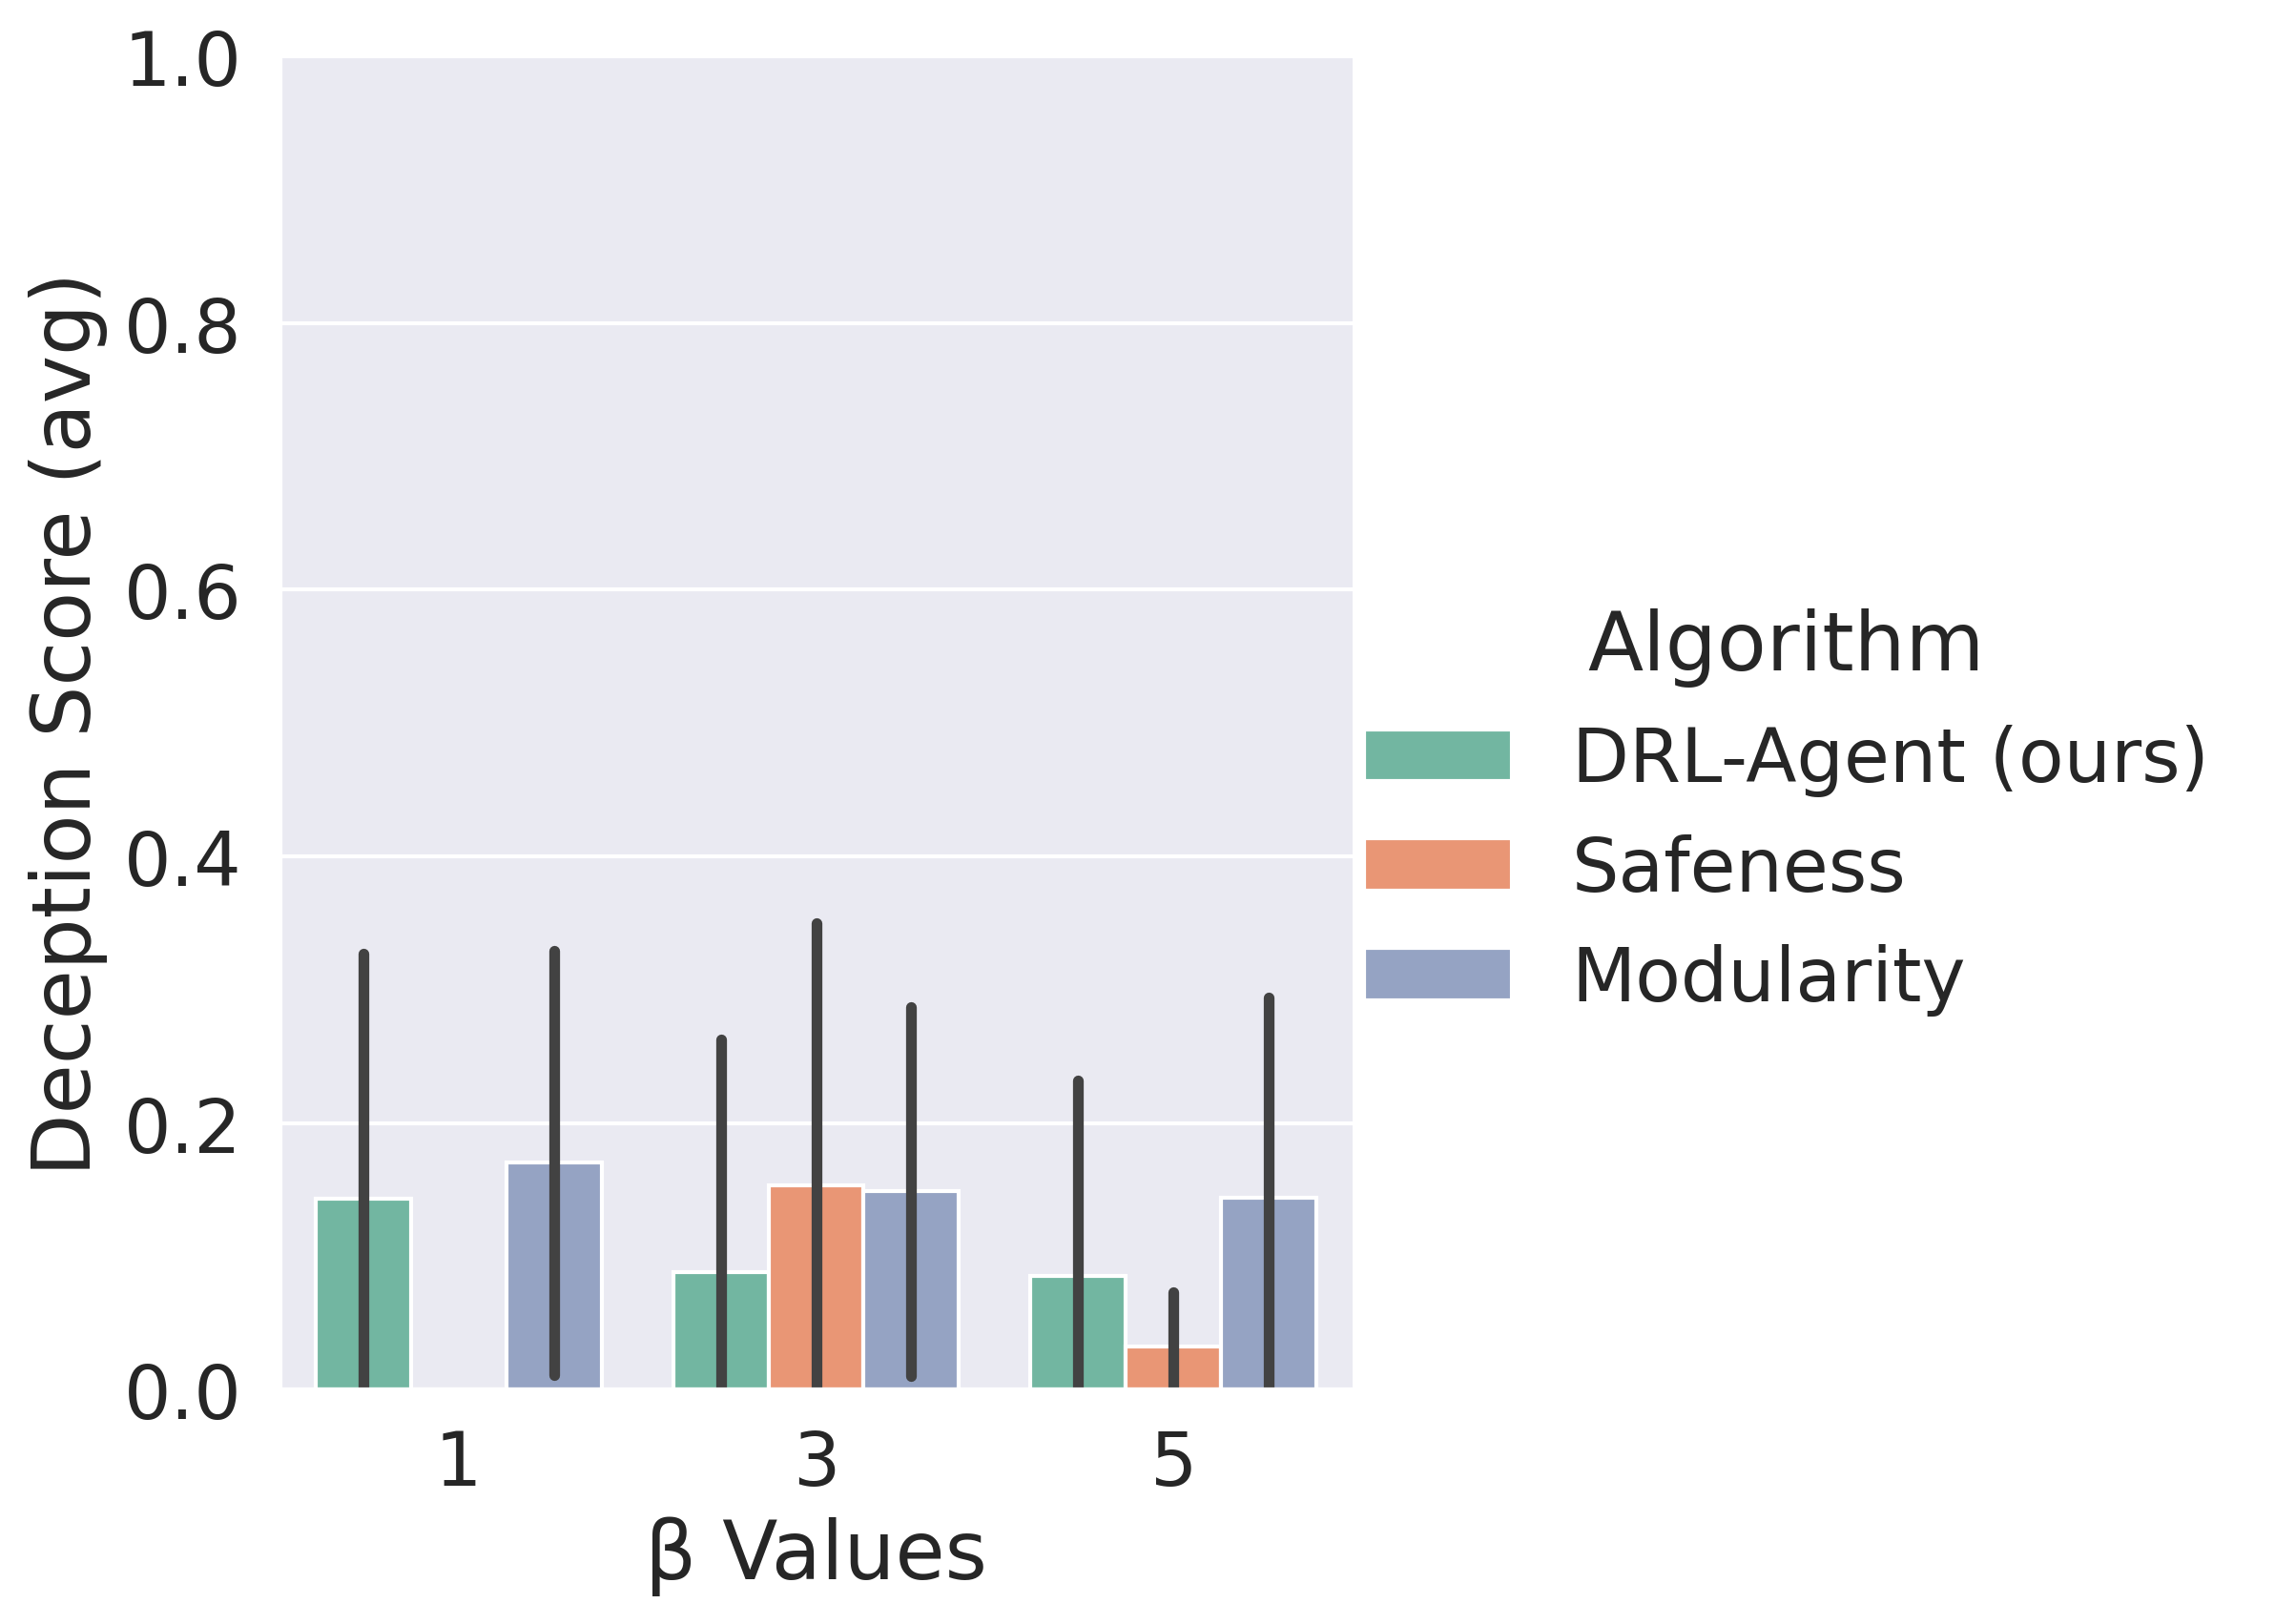 Deception Score (avg)
1.0
0.8
0.6
0.4
0.2
0.0
1 3 5
β Values
Algorithm
DRL-Agent (ours)
Safeness
Modularity